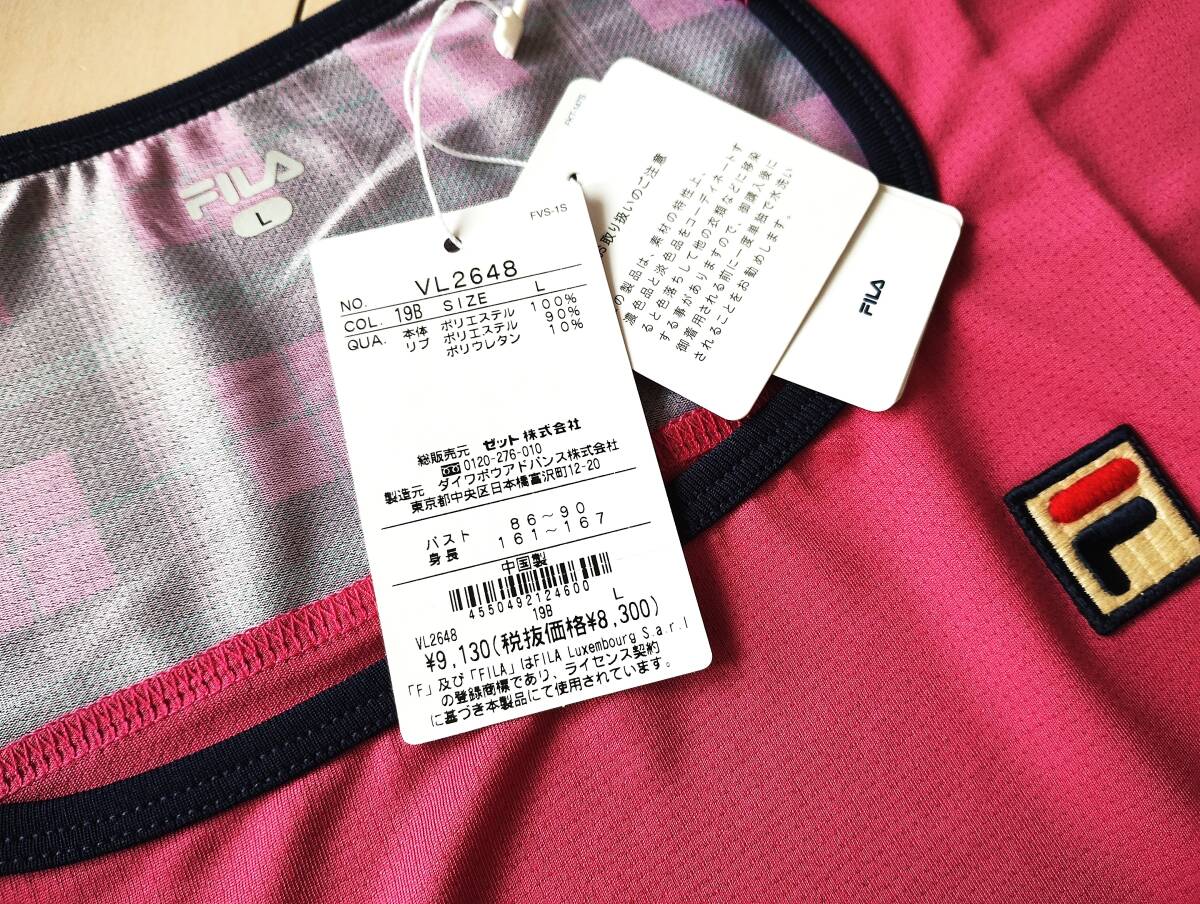 FILA
L
FVS-1S
NO. VL2648
COL. 19B SIZE L
QUA. 本体 ポリエステル 100%
リブ ポリエステル 90%
ポリウレタン 10%
総販売元 ゼット株式会社
0120-276-010
製造元 ダイワボウアドバンス株式会社
東京都中央区日本橋富沢町12-20
バスト 86~90
身長 161~167
中国製
4550492124600
VL2648 19B L
¥9,130(税抜価格¥8,300)
「F」及び「FILA」はFILA Luxembourg S.a.r.l
の登録商標であり、ライセンス契約
に基づき本製品にて使用されています。
取り扱いのご注意
の製品は、素材の特性上、
濃色品と淡色品をコーディネートす
ると色落ちして他の衣類などに移染
する事がありますので、御購入後に
御着用される前に一度単独で水洗い
されることをお勧めします。
FILA